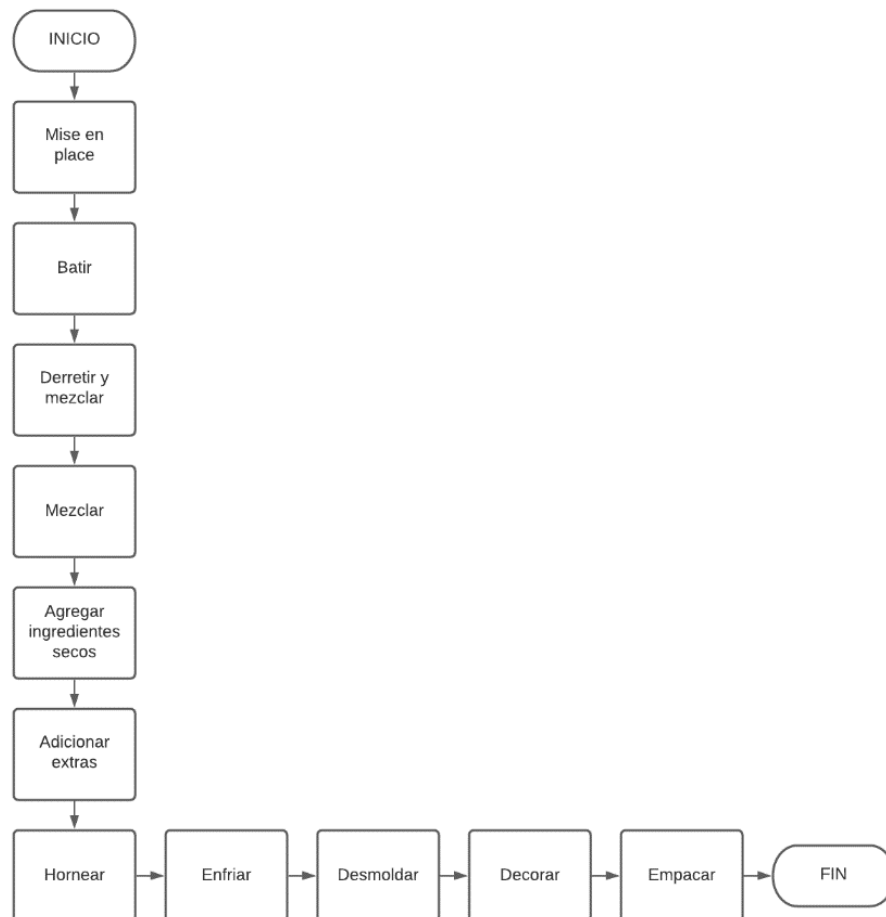 INICIO
Mise en
place
Batir
Derretir y
mezclar
Mezclar
Agregar
ingredientes
secos
Adicionar
extras
Hornear
Enfriar
Desmoldar
Decorar
Empacar
FIN